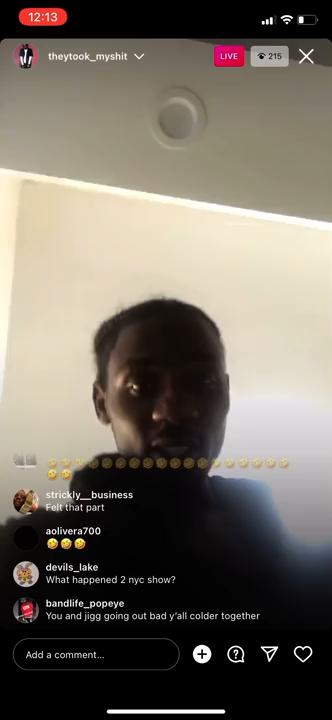 12:13
theytook_myshit
LIVE
215
🤣🤣🤣🤣🤣🤣🤣🤣🤣🤣🤣🤣🤣🤣🤣🤣🤣🤣
🤣🤣
strickly__business
Felt that part
aolivera700
🤣🤣🤣
devils_lake
What happened 2 nyc show?
bandlife_popeye
You and jigg going out bad y'all colder together
Add a comment...